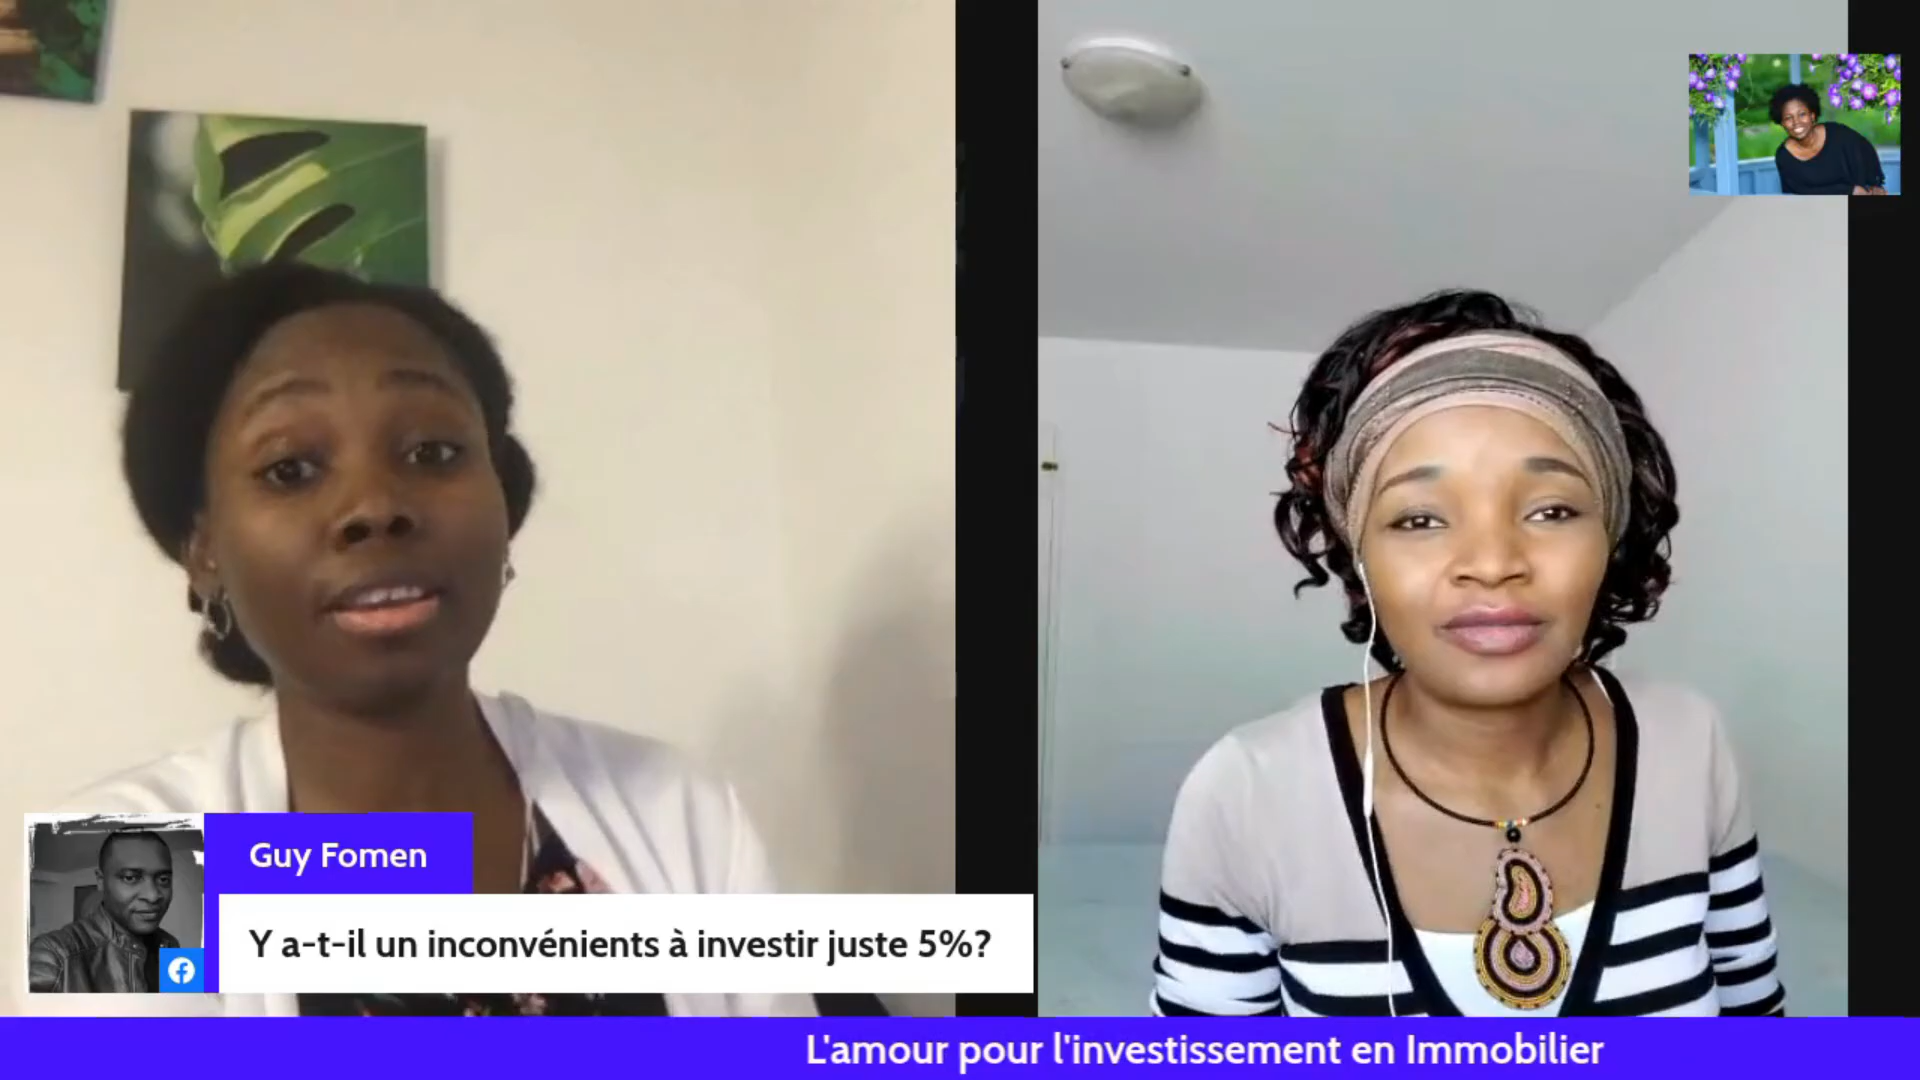 Guy Fomen
Y a-t-il un inconvénients à investir juste 5%?
L'amour pour l'investissement en Immobilier